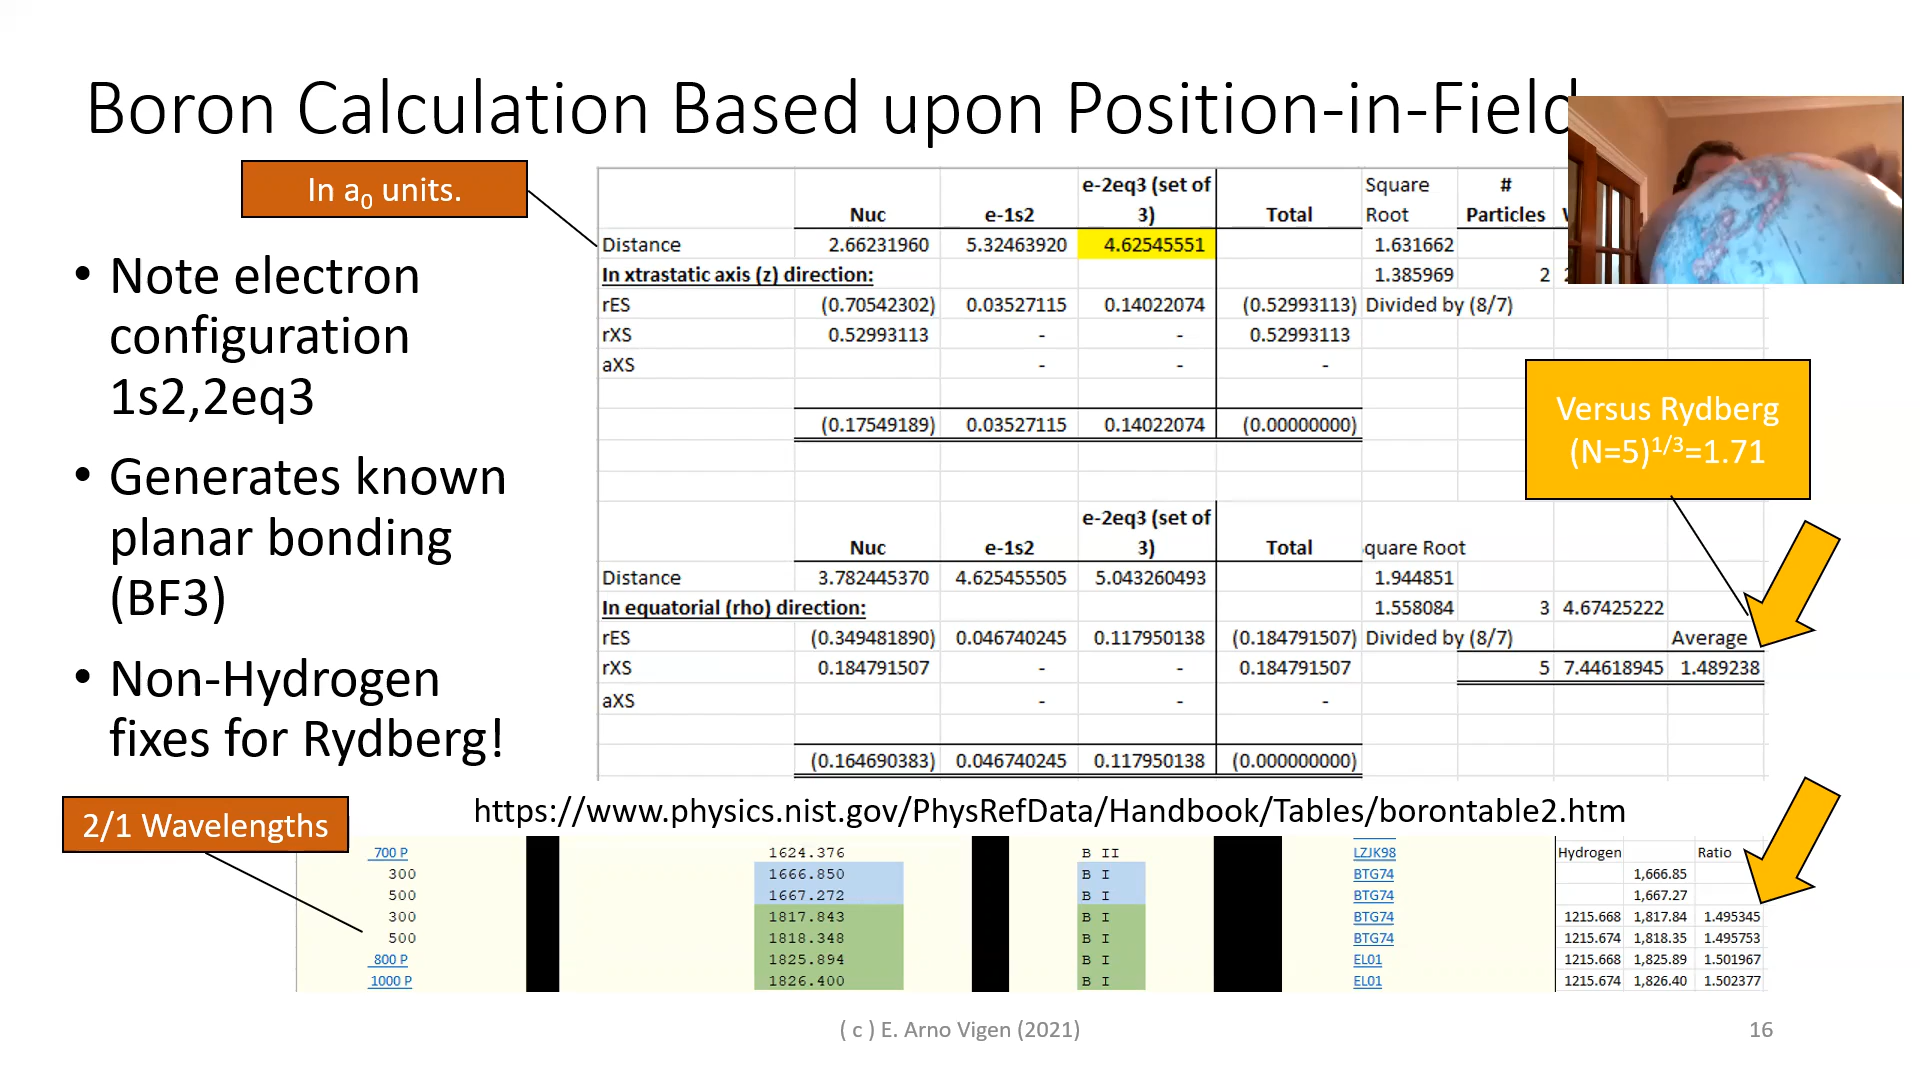 Boron Calculation Based upon Position-in-Field
In a0 units.
• Note electron
configuration
1s2,2eq3
• Generates known
planar bonding
(BF3)
• Non-Hydrogen
fixes for Rydberg!
e-2eq3 (set of Square #
Nuc e-1s2 3) Total Root Particles
Distance 2.66231960 5.32463920 4.62545551 1.631662
In xtrastatic axis (z) direction: 1.385969 2
rES (0.70542302) 0.03527115 0.14022074 (0.52993113) Divided by (8/7)
rXS 0.52993113 - - 0.52993113
aXS - - -
(0.17549189) 0.03527115 0.14022074 (0.00000000)
Versus Rydberg
(N=5)1/3=1.71
e-2eq3 (set of
Nuc e-1s2 3) Total quare Root
Distance 3.782445370 4.625455505 5.043260493 1.944851
In equatorial (rho) direction: 1.558084 3 4.67425222
rES (0.349481890) 0.046740245 0.117950138 (0.184791507) Divided by (8/7) Average
rXS 0.184791507 - - 0.184791507 5 7.44618945 1.489238
aXS - - -
(0.164690383) 0.046740245 0.117950138 (0.000000000)
2/1 Wavelengths
https://www.physics.nist.gov/PhysRefData/Handbook/Tables/borontable2.htm
700 P 1624.376 B II LZJK98 Hydrogen Ratio
300 1666.850 B I BTG74 1,666.85
500 1667.272 B I BTG74 1,667.27
300 1817.843 B I BTG74 1215.668 1,817.84 1.495345
500 1818.348 B I BTG74 1215.674 1,818.35 1.495753
800 P 1825.894 B I EL01 1215.668 1,825.89 1.501967
1000 P 1826.400 B I EL01 1215.674 1,826.40 1.502377
( c ) E. Arno Vigen (2021)
16